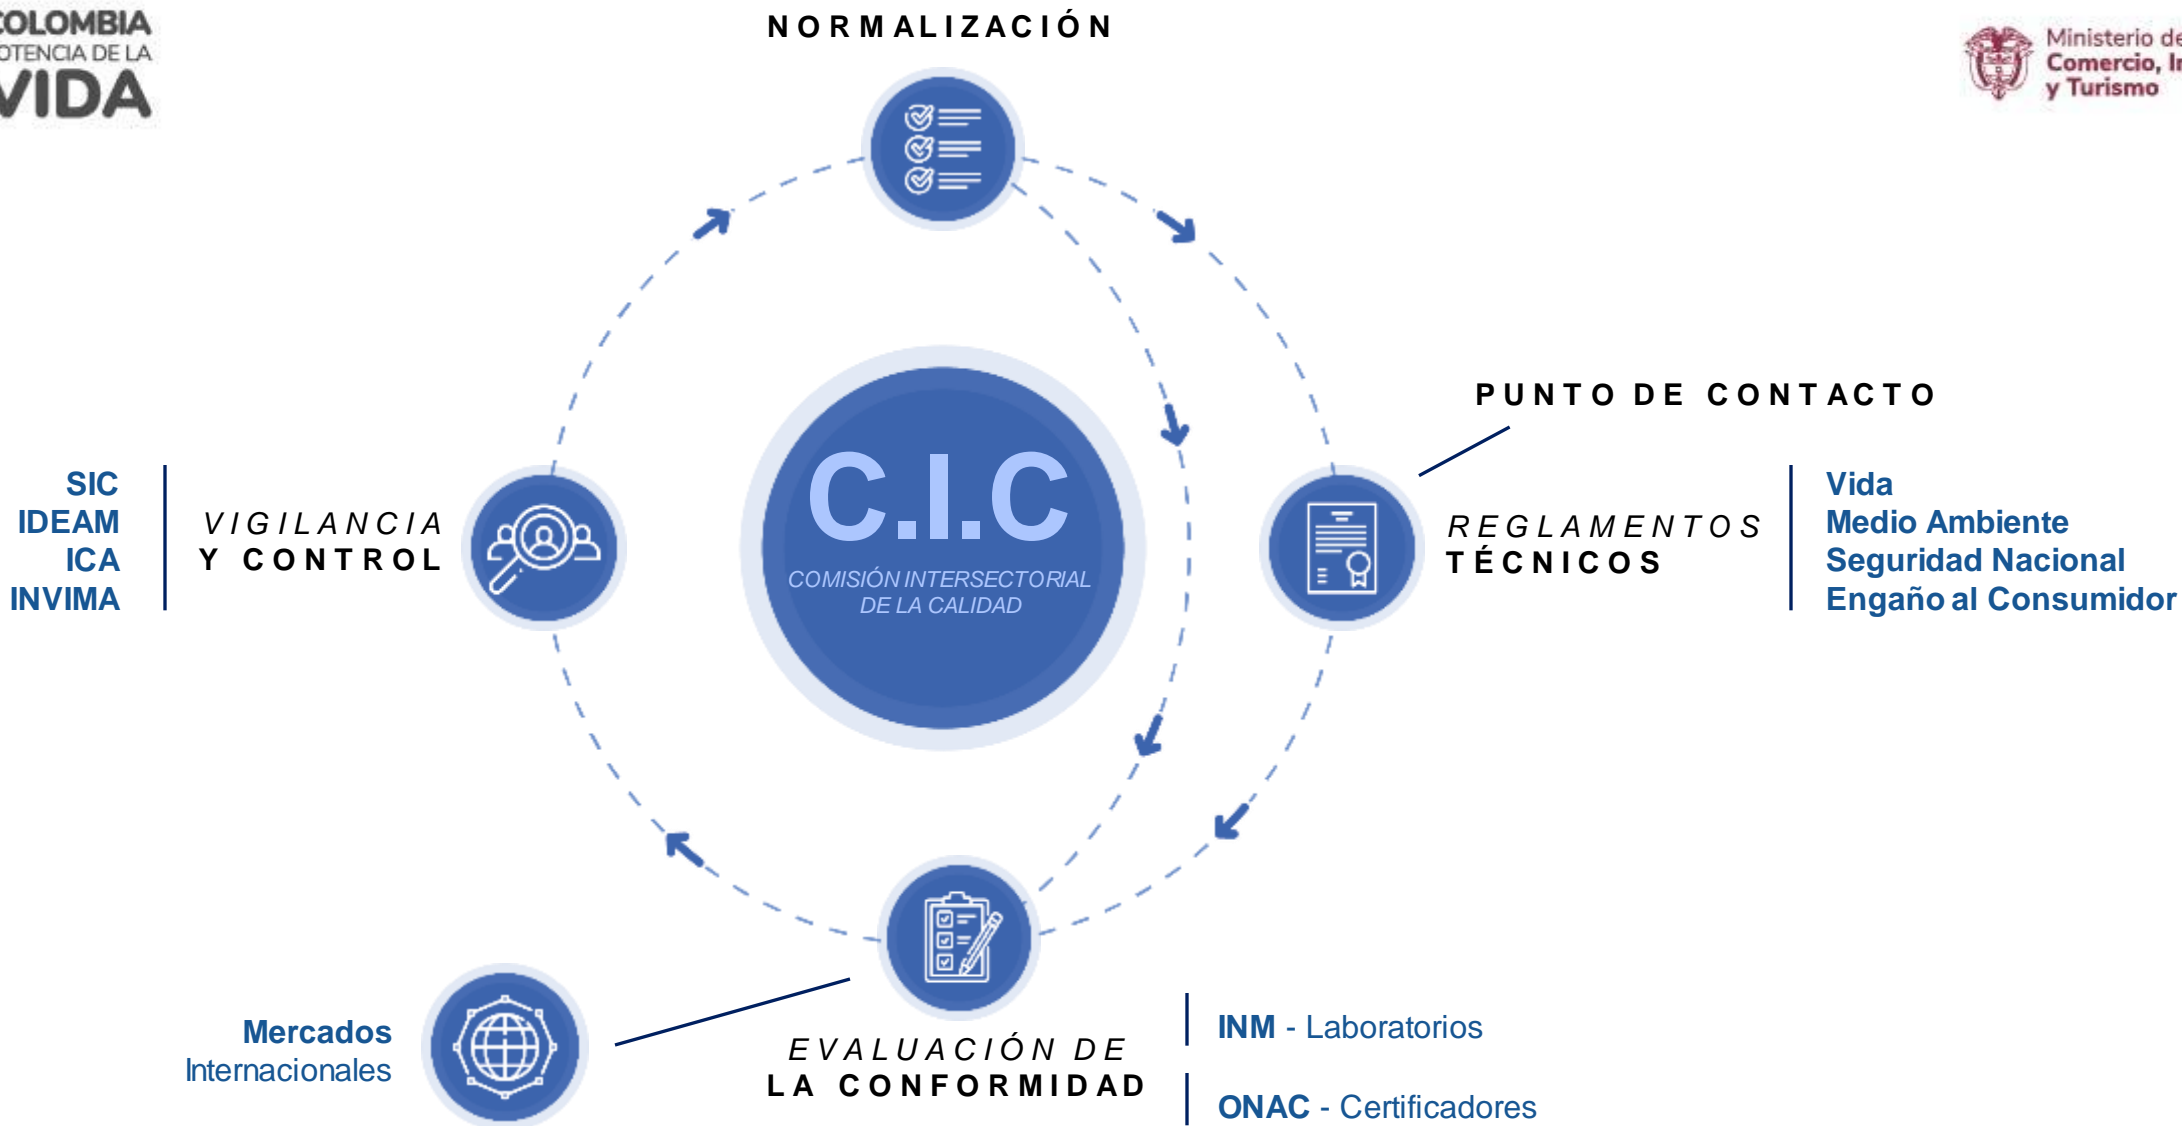 COLOMBIA
POTENCIA DE LA
VIDA
NORMALIZACIÓN
Ministerio de
Comercio,
y Turismo
PUNTO DE CONTACTO
SIC
IDEAM
ICA
INVIMA
VIGILANCIA
Y CONTROL
C.I.C
COMISIÓN INTERSECTORIAL
DE LA CALIDAD
REGLAMENTOS
TÉCNICOS
Vida
Medio Ambiente
Seguridad Nacional
Engaño al Consumidor
Mercados
Internacionales
EVALUACIÓN DE
LA CONFORMIDAD
INM - Laboratorios
ONAC - Certificadores